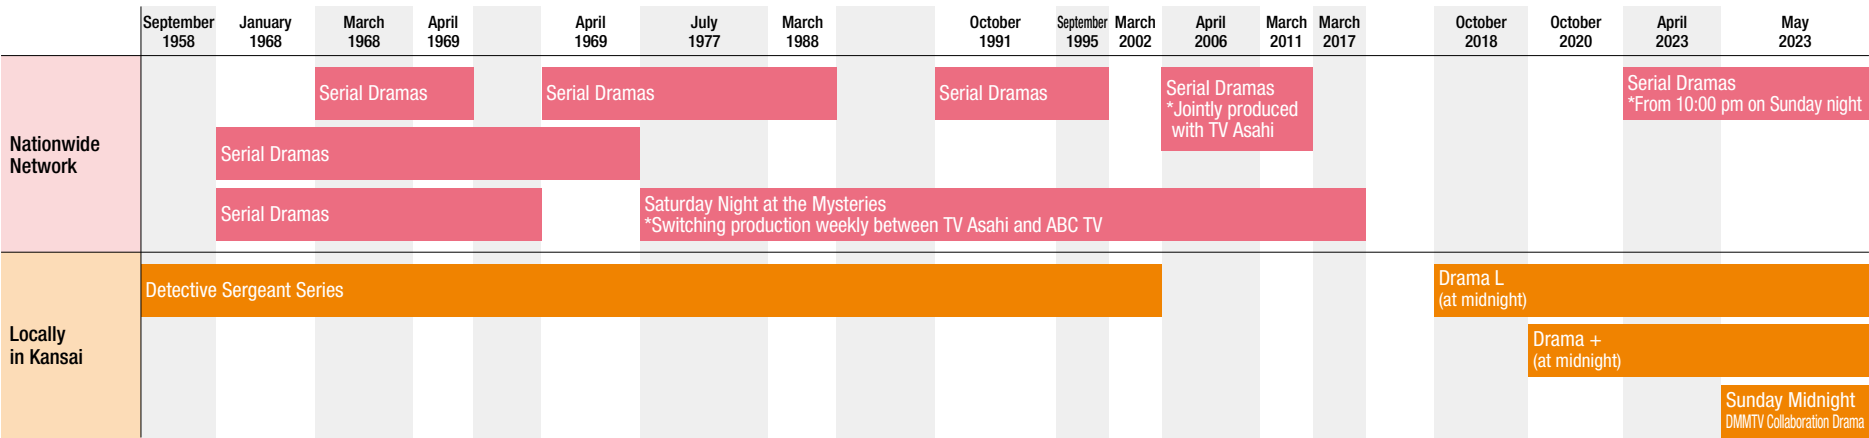 September 1958
January 1968
March 1968
April 1969
April 1969
July 1977
March 1988
October 1991
September 1995
March 2002
April 2006
March 2011
March 2017
October 2018
October 2020
April 2023
May 2023
Nationwide
Network
Serial Dramas
Serial Dramas
Serial Dramas
Serial Dramas
*Jointly produced
with TV Asahi
Serial Dramas
*From 10:00 pm on Sunday night
Serial Dramas
Serial Dramas
Saturday Night at the Mysteries
*Switching production weekly between TV Asahi and ABC TV
Locally
in Kansai
Detective Sergeant Series
Drama L
(at midnight)
Drama +
(at midnight)
Sunday Midnight
DMMTV Collaboration Drama